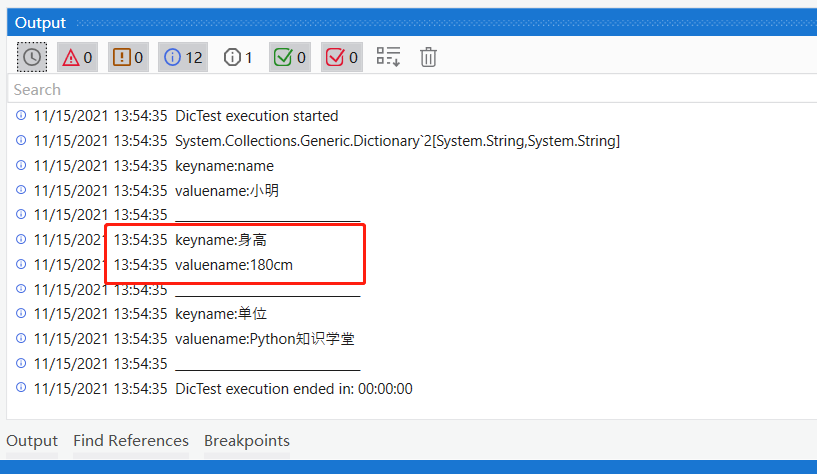 Output
0 0 12 1 0 0
Search
11/15/2021 13:54:35 DicTest execution started
11/15/2021 13:54:35 System.Collections.Generic.Dictionary`2[System.String,System.String]
11/15/2021 13:54:35 keyname:name
11/15/2021 13:54:35 valuename:小明
11/15/2021 13:54:35 __________________________
11/15/2021 13:54:35 keyname:身高
11/15/2021 13:54:35 valuename:180cm
11/15/2021 13:54:35 __________________________
11/15/2021 13:54:35 keyname:单位
11/15/2021 13:54:35 valuename:Python知识学堂
11/15/2021 13:54:35 __________________________
11/15/2021 13:54:35 DicTest execution ended in: 00:00:00
Output Find References Breakpoints